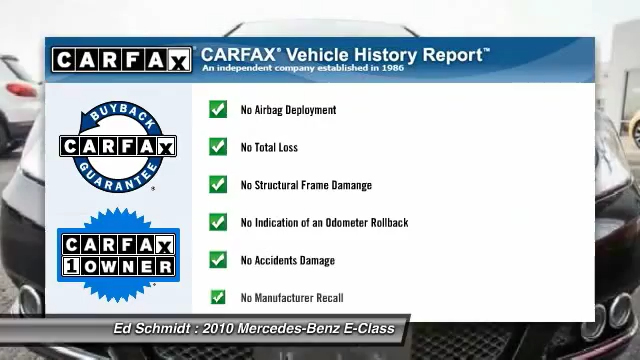 CARFAX
CARFAX® Vehicle History Report™
An independent company established in 1986
BUYBACK
CARFAX
GUARANTEE
®
No Airbag Deployment
No Total Loss
No Structural Frame Damange
No Indication of an Odometer Rollback
No Accidents Damage
No Manufacturer Recall
CARFAX
1 OWNER
Ed Schmidt : 2010 Mercedes-Benz E-Class